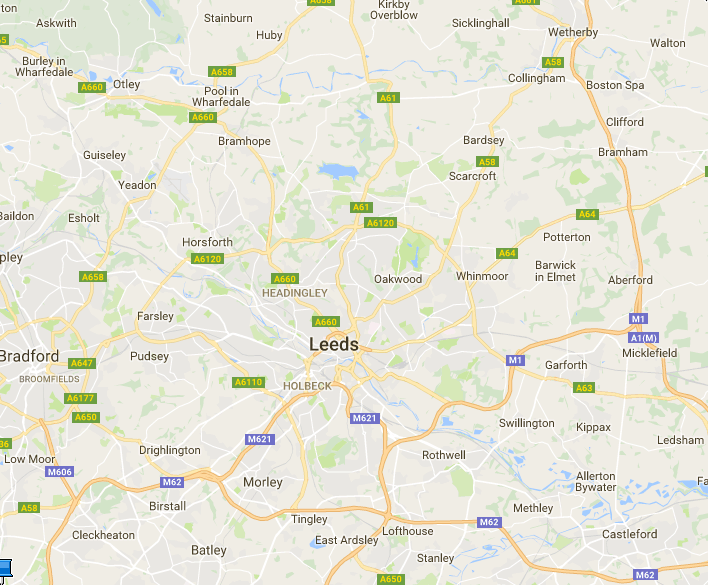 A658
Kirkby
Overblow
A661
ton
Askwith
Stainburn
Huby
Sicklinghall
Wetherby
Walton
Burley in
Wharfedale
A658
A58
Otley
A660
Pool in
Wharfedale
A61
Collingham
Boston Spa
A660
Clifford
Bramhope
Bardsey
Bramham
Guiseley
A58
Scarcroft
Yeadon
A61
A64
Baildon
Esholt
A6120
Potterton
Horsforth
A6120
A64
pley
A658
A660
Oakwood
Whinmoor
Barwick
in Elmet
Aberford
HEADINGLEY
Farsley
A660
M1
Leeds
A1(M)
Bradford
Pudsey
M1
Micklefield
A647
Garforth
BROOMFIELDS
A6110
HOLBECK
A63
A6177
A650
M621
Swillington
Kippax
M621
Ledsham
Drighlington
Low Moor
M606
Rothwell
M62
Morley
Allerton
Bywater
A58
Birstall
Methley
Tingley
M62
Cleckheaton
East Ardsley
Lofthouse
Castleford
Batley
Stanley
A650
M62